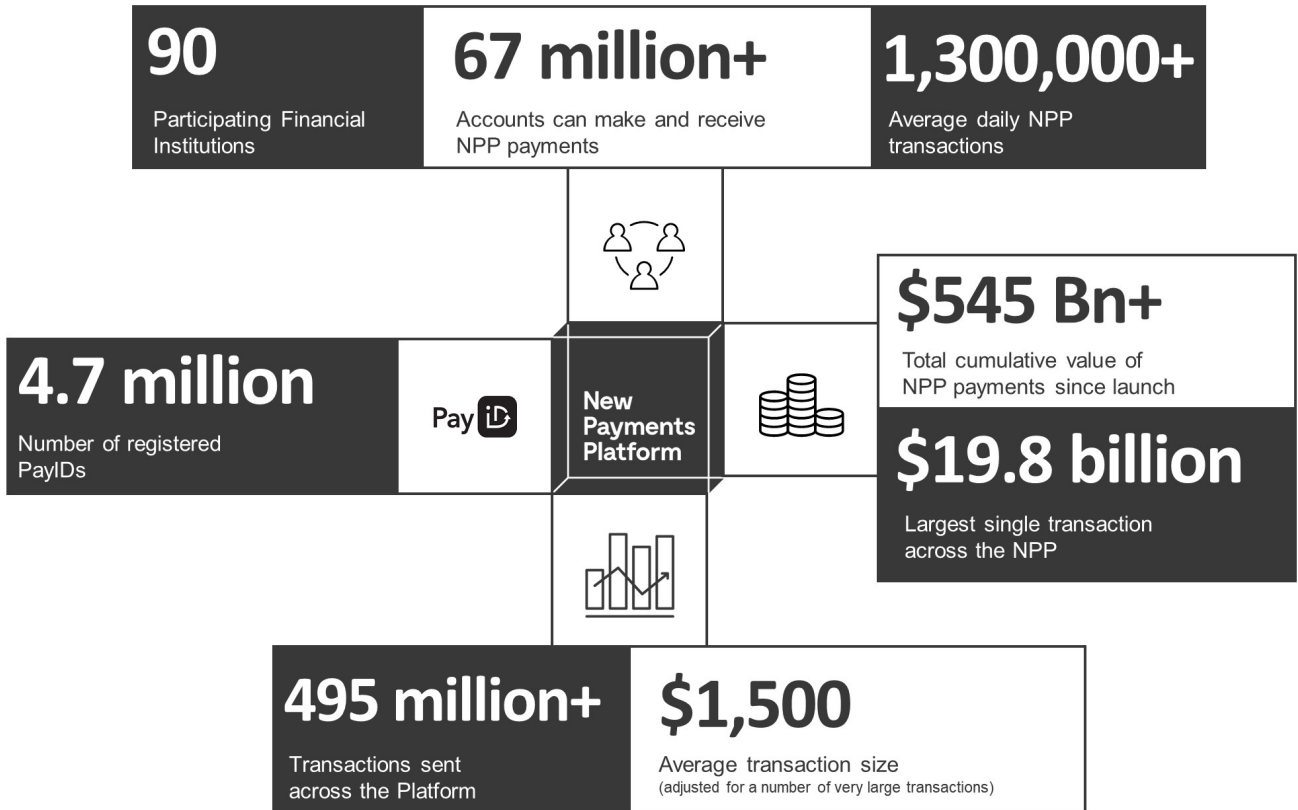 90
Participating Financial
Institutions
67 million+
Accounts can make and receive
NPP payments
1,300,000+
Average daily NPP
transactions
$545 Bn+
Total cumulative value of
NPP payments since launch
4.7 million
Number of registered
PayIDs
Pay iD
New
Payments
Platform
$19.8 billion
Largest single transaction
across the NPP
495 million+
Transactions sent
across the Platform
$1,500
Average transaction size
(adjusted for a number of very large transactions)